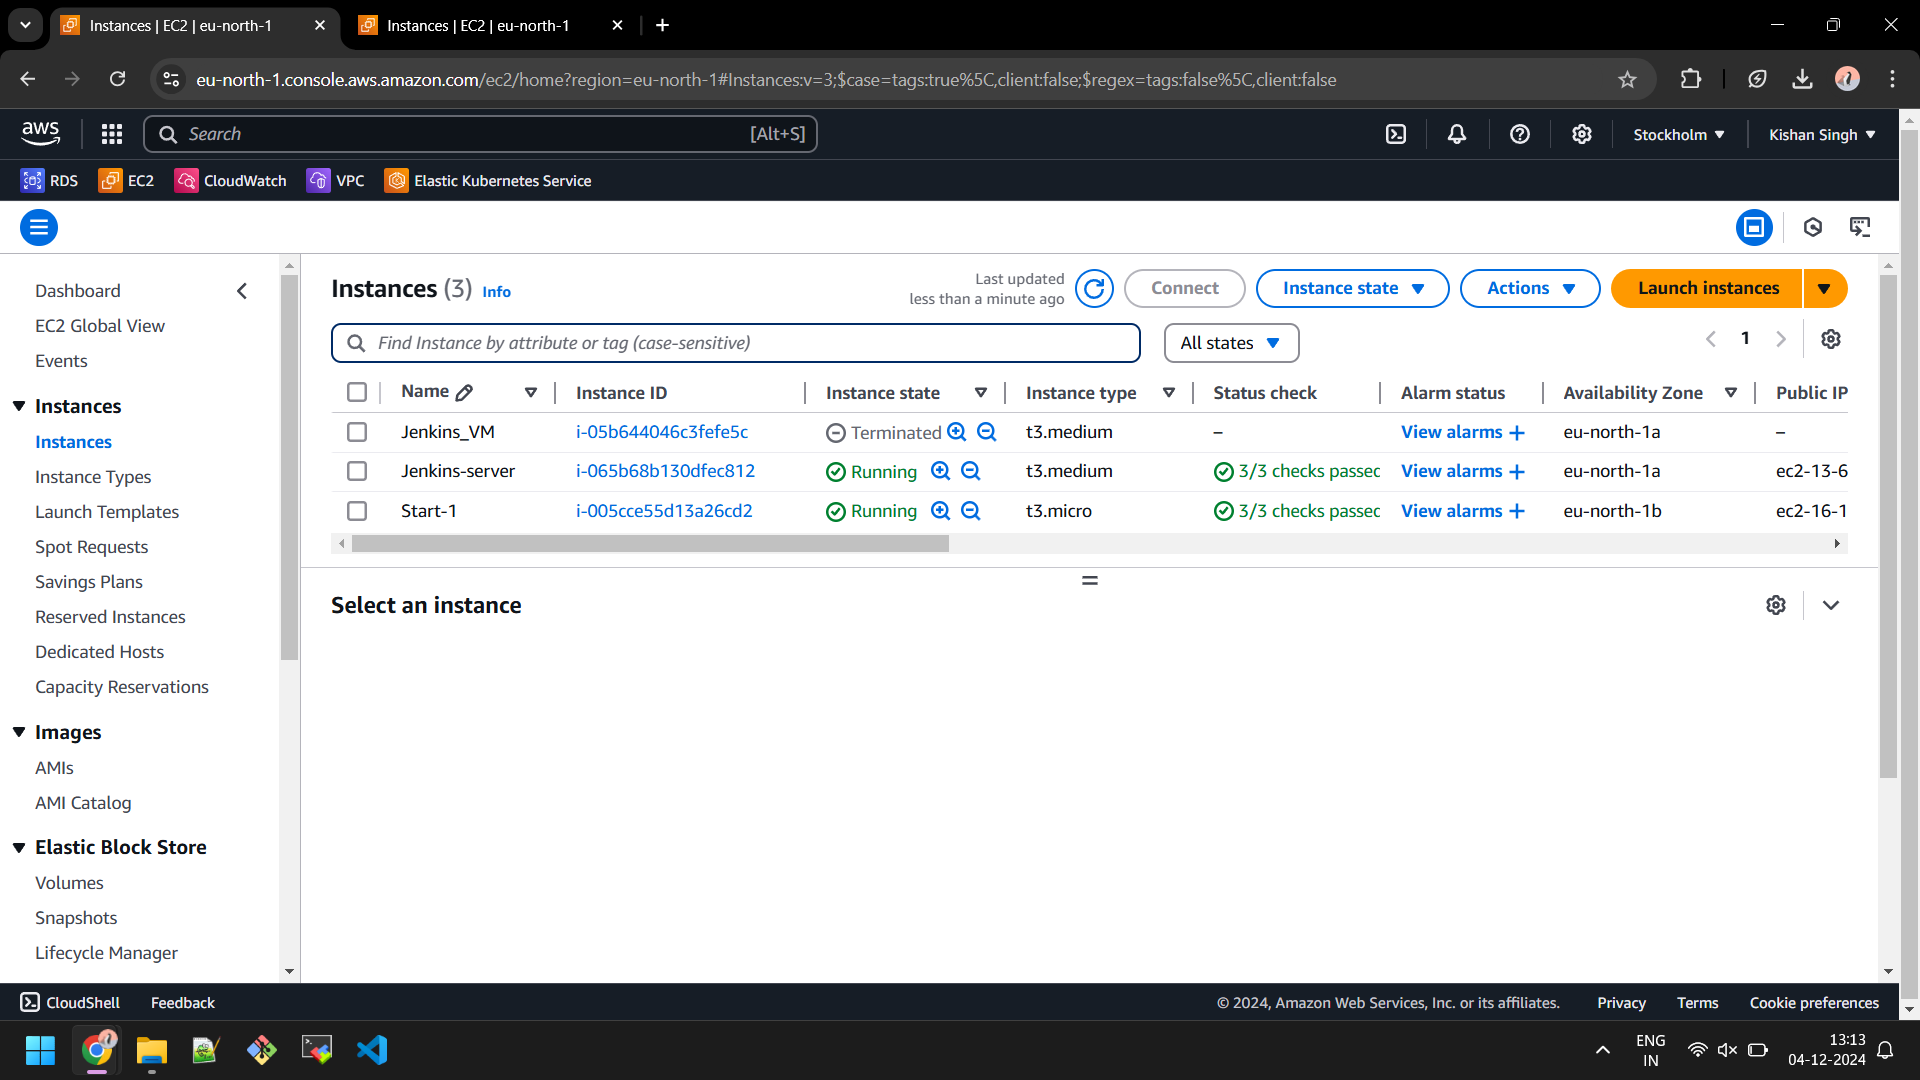 Instances | EC2 | eu-north-1
Instances | EC2 | eu-north-1
eu-north-1.console.aws.amazon.com/ec2/home?region=eu-north-1#Instances:v=3;$case=tags:true%5C,client:false;$regex=tags:false%5C,client:false
aws
Search
[Alt+S]
Stockholm
Kishan Singh
RDS
EC2
CloudWatch
VPC
Elastic Kubernetes Service
Dashboard
EC2 Global View
Events
Instances
Instances
Instance Types
Launch Templates
Spot Requests
Savings Plans
Reserved Instances
Dedicated Hosts
Capacity Reservations
Images
AMIs
AMI Catalog
Elastic Block Store
Volumes
Snapshots
Lifecycle Manager
Instances (3) Info
Last updated
less than a minute ago
Connect
Instance state
Actions
Launch instances
Find Instance by attribute or tag (case-sensitive)
All states
1
Name Instance ID Instance state Instance type Status check Alarm status Availability Zone Public IP
Jenkins_VM i-05b644046c3fefe5c Terminated t3.medium – View alarms + eu-north-1a –
Jenkins-server i-065b68b130dfec812 Running t3.medium 3/3 checks passed View alarms + eu-north-1a ec2-13-6
Start-1 i-005cce55d13a26cd2 Running t3.micro 3/3 checks passed View alarms + eu-north-1b ec2-16-1
Select an instance
CloudShell
Feedback
© 2024, Amazon Web Services, Inc. or its affiliates.
Privacy
Terms
Cookie preferences
ENG
IN
13:13
04-12-2024